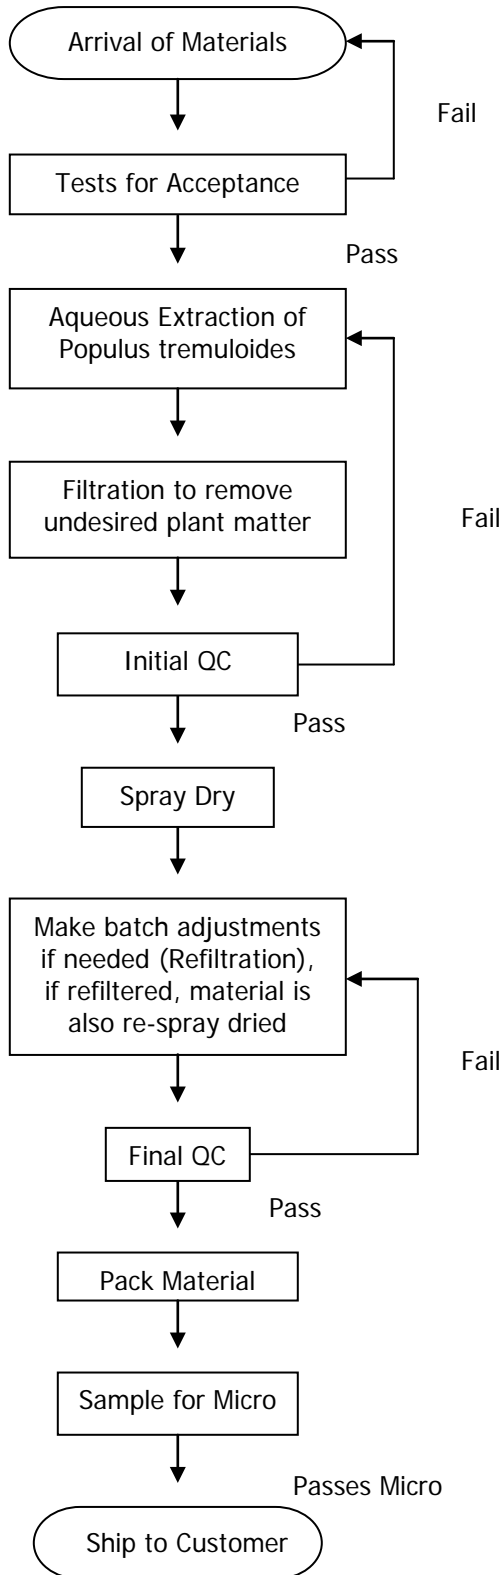 Arrival of Materials
Fail
Tests for Acceptance
Pass
Aqueous Extraction of
Populus tremuloides
Filtration to remove
undesired plant matter
Fail
Initial QC
Pass
Spray Dry
Make batch adjustments
if needed (Refiltration),
if refiltered, material is
also re-spray dried
Fail
Final QC
Pass
Pack Material
Sample for Micro
Passes Micro
Ship to Customer